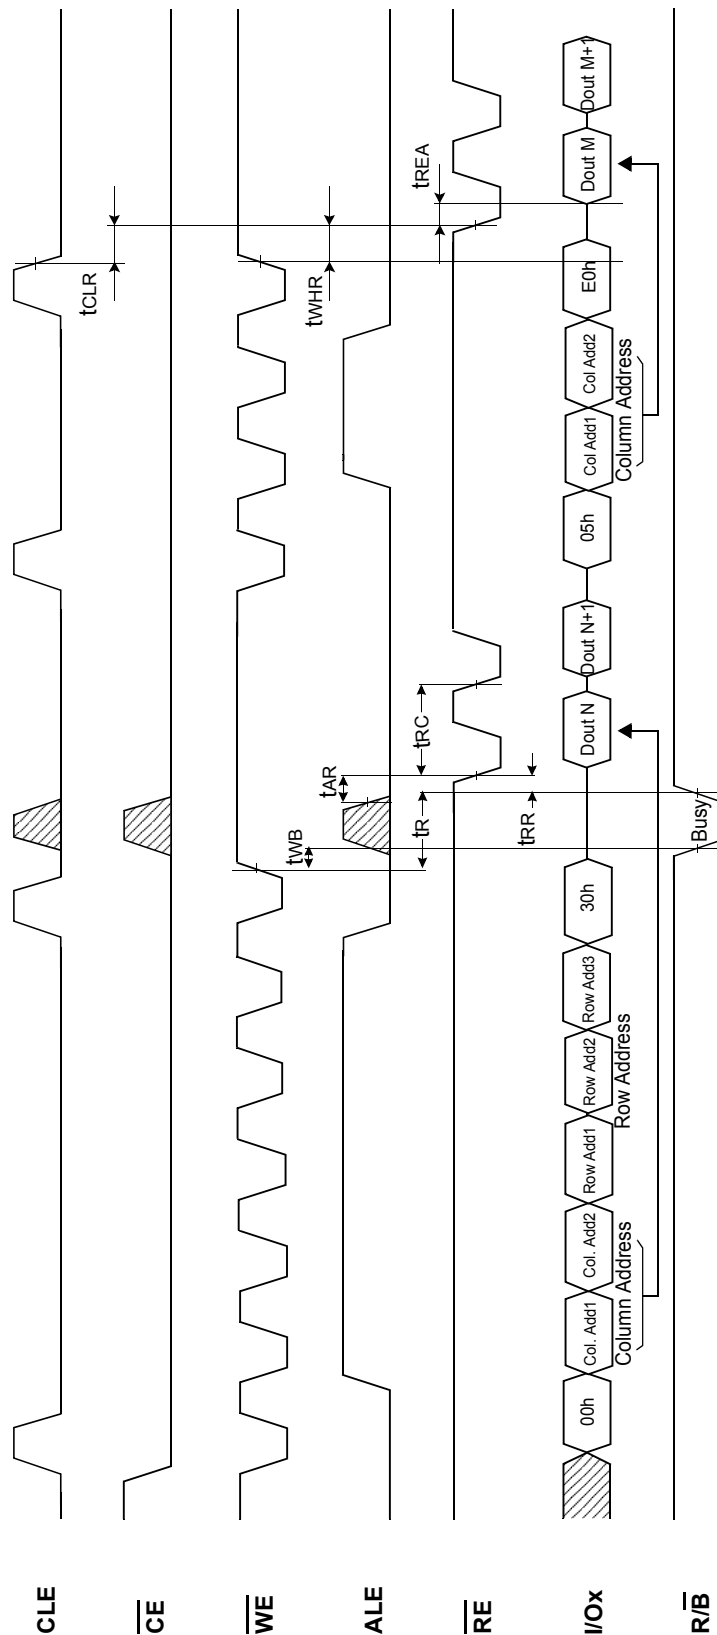 CLE
tCLR
CE
WE
tWB
tWHR
ALE
tAR
tR
tRC
tREA
RE
tRR
I/Ox
00h
Col. Add1
Col. Add2
Row Add1
Row Add2
Row Add3
30h
Dout N
Dout N+1
05h
Col Add1
Col Add2
E0h
Dout M
Dout M+1
Column Address
Row Address
Column Address
R/B
Busy